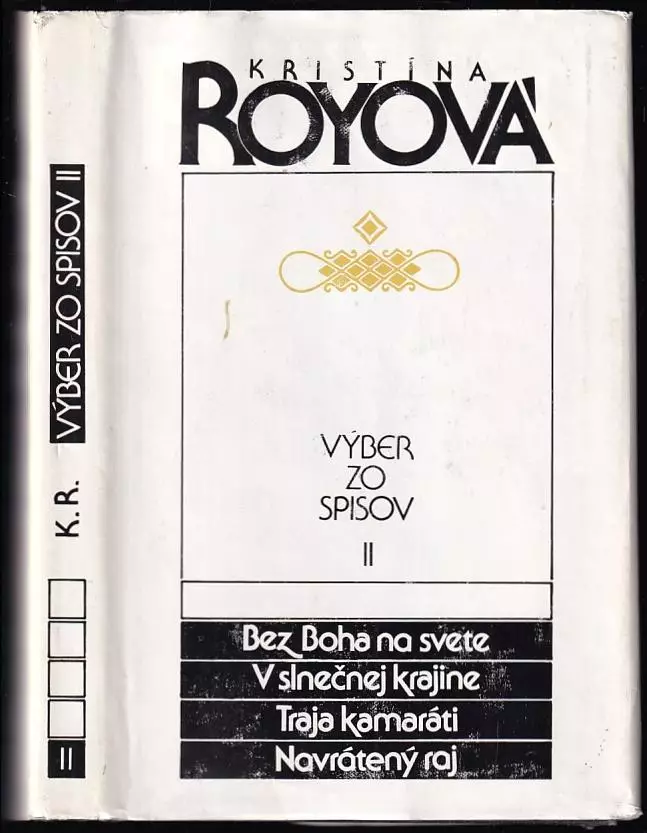 KRISTÍNA
ROYOVÁ
VÝBER
ZO
SPISOV
II
Bez Boha na svete
V slnečnej krajine
Traja kamaráti
Navrátený raj
VÝBER ZO SPISOV II
K. R.
II